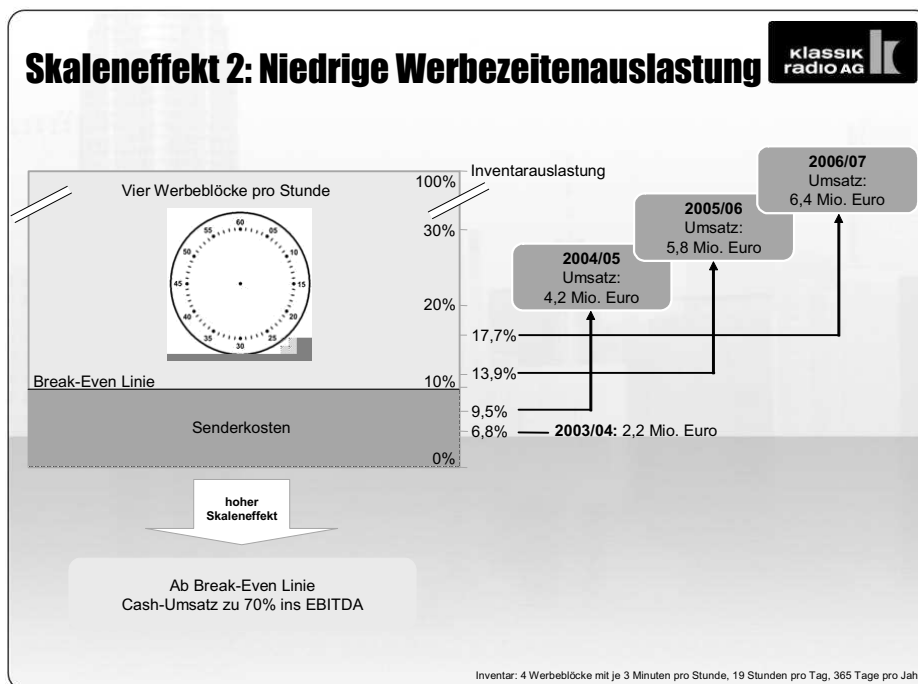 Skaleneffekt 2: Niedrige Werbezeitenauslastung
KLASSIK
radio AG
Vier Werbeblöcke pro Stunde
60
05
10
15
20
25
30
35
40
45
50
55
Break-Even Linie
Senderkosten
100%
30%
20%
10%
0%
Inventarauslastung
17,7%
13,9%
9,5%
6,8%
2003/04: 2,2 Mio. Euro
2004/05
Umsatz:
4,2 Mio. Euro
2005/06
Umsatz:
5,8 Mio. Euro
2006/07
Umsatz:
6,4 Mio. Euro
hoher
Skaleneffekt
Ab Break-Even Linie
Cash-Umsatz zu 70% ins EBITDA
Inventar: 4 Werbeblöcke mit je 3 Minuten pro Stunde, 19 Stunden pro Tag, 365 Tage pro Jah